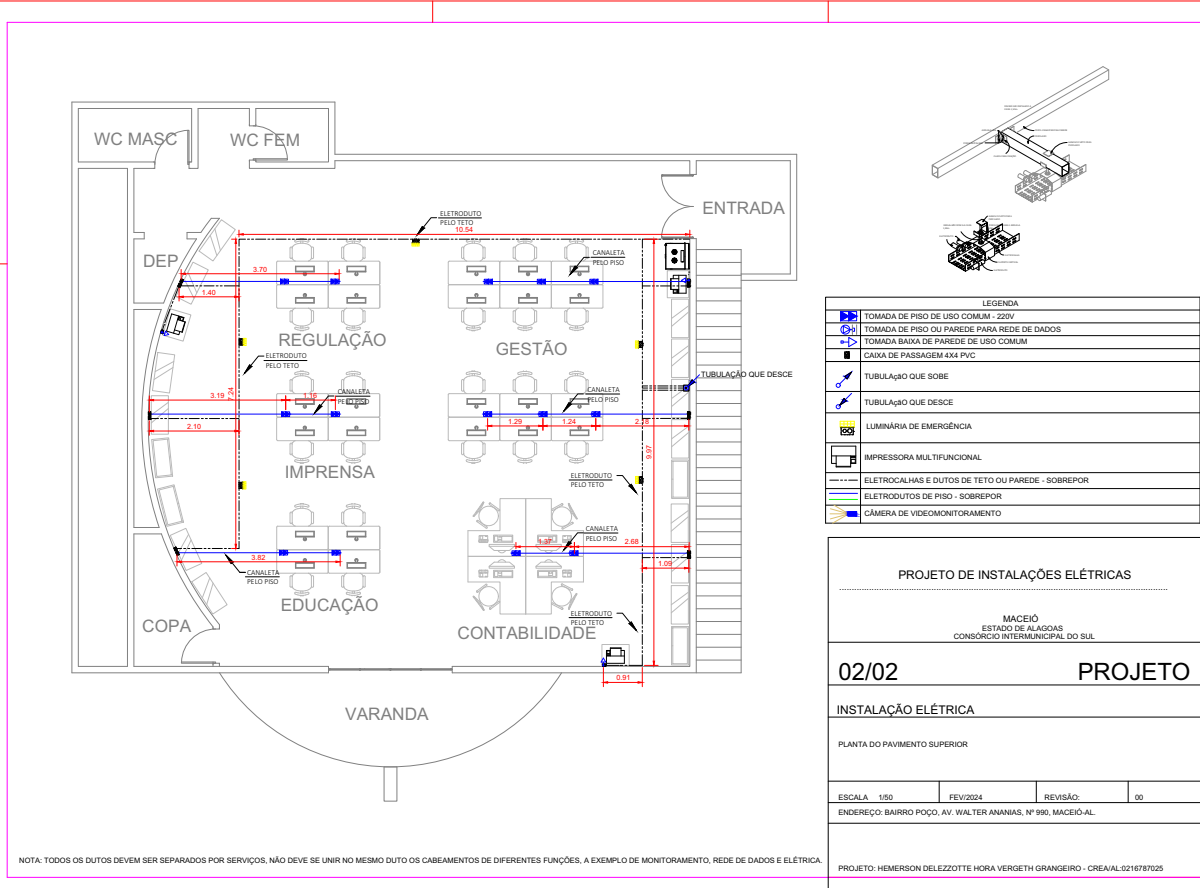 WC MASC
WC FEM
ENTRADA
DEP
ELETRODUTO
PELO TETO
10.54
CANALETA
PELO PISO
3.70
1.40
REGULAÇÃO
GESTÃO
ELETRODUTO
PELO TETO
7.24
TUBULAÇÃO QUE DESCE
3.19
1.16
CANALETA
PELO PISO
CANALETA
PELO PISO
2.10
1.29
1.24
2.18
9.97
IMPRENSA
ELETRODUTO
PELO TETO
CANALETA
PELO PISO
1.37
2.68
1.09
3.82
CANALETA
PELO PISO
EDUCAÇÃO
COPA
ELETRODUTO
PELO TETO
CONTABILIDADE
0.91
VARANDA
NOTA: TODOS OS DUTOS DEVEM SER SEPARADOS POR SERVIÇOS, NÃO DEVE SE UNIR NO MESMO DUTO OS CABEAMENTOS DE DIFERENTES FUNÇÕES, A EXEMPLO DE MONITORAMENTO, REDE DE DADOS E ELÉTRICA.
LEGENDA
TOMADA DE PISO DE USO COMUM - 220V
TOMADA DE PISO OU PAREDE PARA REDE DE DADOS
TOMADA BAIXA DE PAREDE DE USO COMUM
CAIXA DE PASSAGEM 4X4 PVC
TUBULAçãO QUE SOBE
TUBULAçãO QUE DESCE
LUMINÁRIA DE EMERGÊNCIA
IMPRESSORA MULTIFUNCIONAL
ELETROCALHAS E DUTOS DE TETO OU PAREDE - SOBREPOR
ELETRODUTOS DE PISO - SOBREPOR
CÂMERA DE VIDEOMONITORAMENTO
PROJETO DE INSTALAÇÕES ELÉTRICAS
MACEIÓ
ESTADO DE ALAGOAS
CONSÓRCIO INTERMUNICIPAL DO SUL
02/02 PROJETO
INSTALAÇÃO ELÉTRICA
PLANTA DO PAVIMENTO SUPERIOR
ESCALA 1/50 FEV/2024 REVISÃO: 00
ENDEREÇO: BAIRRO POÇO, AV. WALTER ANANIAS, Nº 990, MACEIÓ-AL.
PROJETO: HEMERSON DELEZZOTTE HORA VERGETH GRANGEIRO - CREA/AL:0216787025